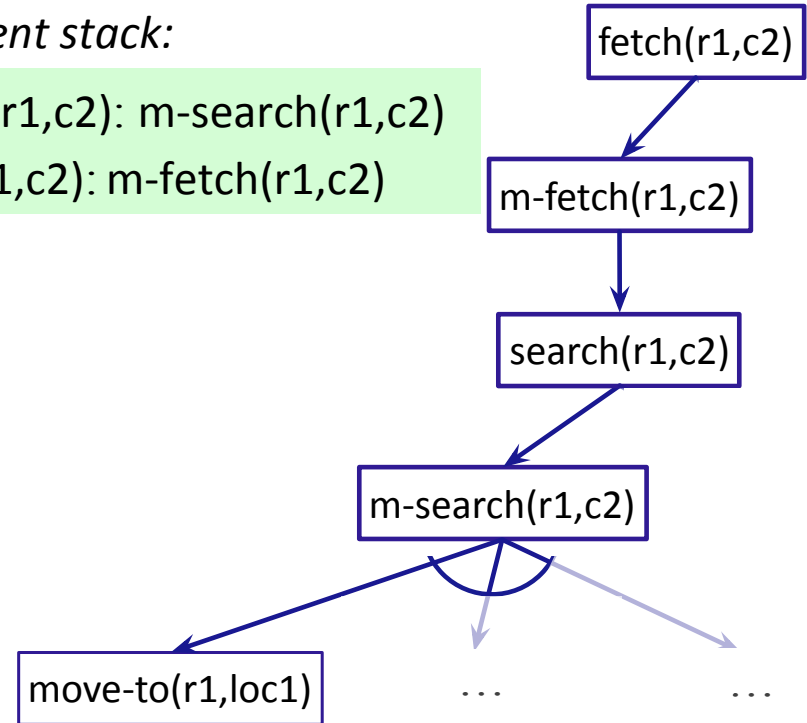 ent stack:
r1,c2): m-search(r1,c2)
1,c2): m-fetch(r1,c2)
fetch(r1,c2)
m-fetch(r1,c2)
search(r1,c2)
m-search(r1,c2)
move-to(r1,loc1)
...
...